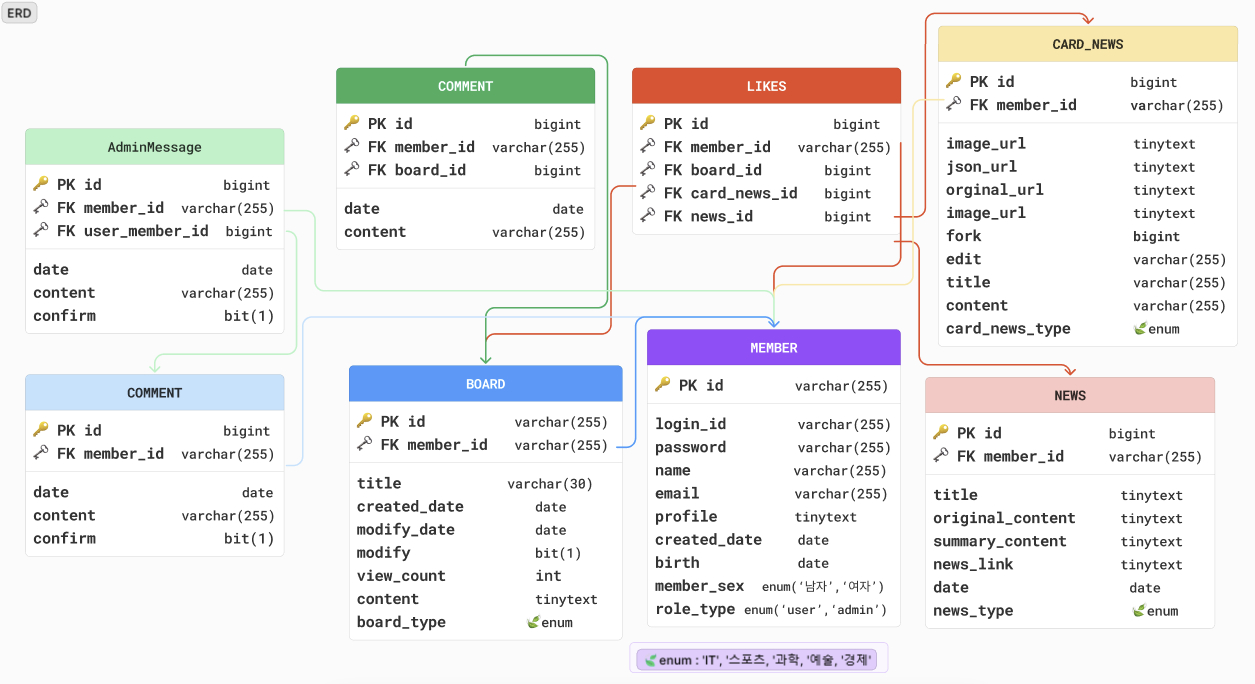 ERD
AdminMessage
PK id bigint
FK member_id varchar(255)
FK user_member_id bigint
date date
content varchar(255)
confirm bit(1)
COMMENT
PK id bigint
FK member_id varchar(255)
date date
content varchar(255)
confirm bit(1)
COMMENT
PK id bigint
FK member_id varchar(255)
FK board_id bigint
date date
content varchar(255)
BOARD
PK id varchar(255)
FK member_id varchar(255)
title varchar(30)
created_date date
modify_date date
modify bit(1)
view_count int
content tinytext
board_type enum
LIKES
PK id bigint
FK member_id varchar(255)
FK board_id bigint
FK card_news_id bigint
FK news_id bigint
MEMBER
PK id varchar(255)
login_id varchar(255)
password varchar(255)
name varchar(255)
email varchar(255)
profile tinytext
created_date date
birth date
member_sex enum(‘남자’,‘여자’)
role_type enum(‘user’,‘admin’)
enum : 'IT', '스포츠, '과학, '예술, '경제'
CARD_NEWS
PK id bigint
FK member_id varchar(255)
image_url tinytext
json_url tinytext
orginal_url tinytext
image_url tinytext
fork bigint
edit varchar(255)
title varchar(255)
content varchar(255)
card_news_type enum
NEWS
PK id bigint
FK member_id varchar(255)
title tinytext
original_content tinytext
summary_content tinytext
news_link tinytext
date date
news_type enum